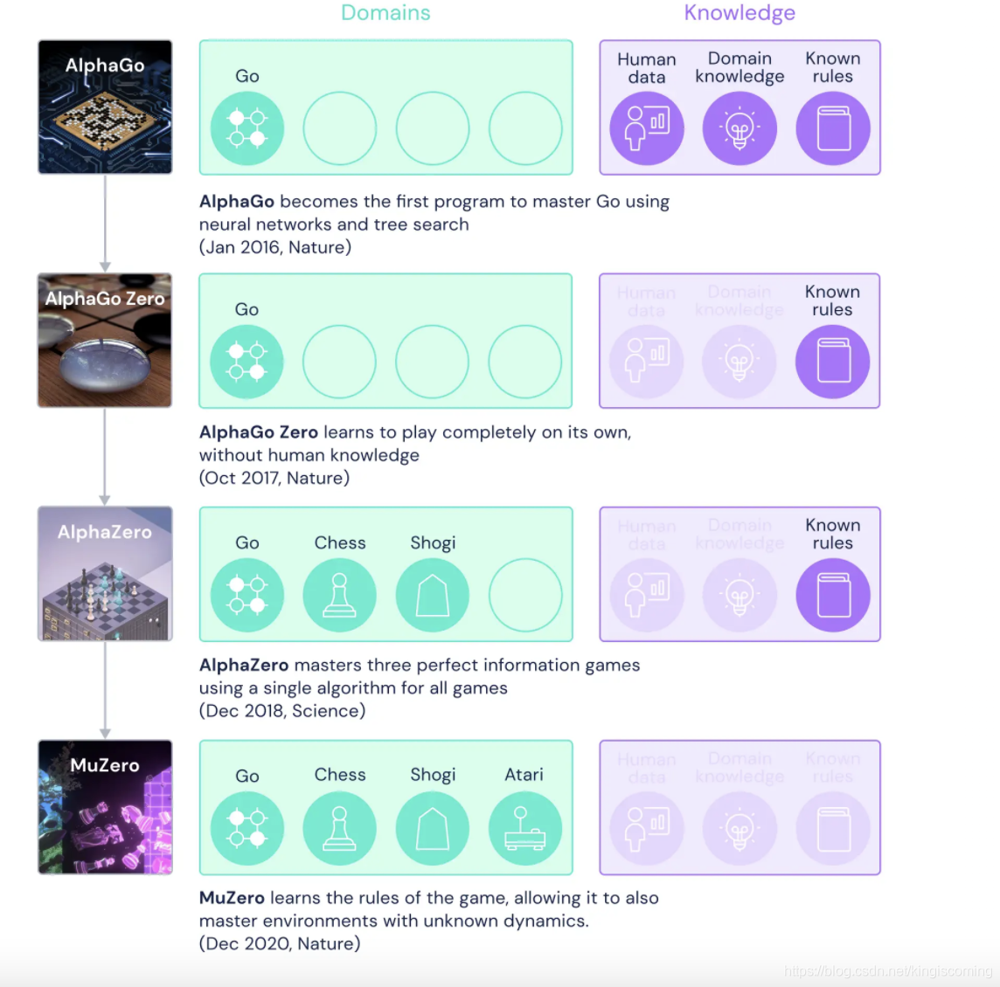 Domains
Knowledge
AlphaGo
Go
Human
data
Domain
knowledge
Known
rules
AlphaGo becomes the first program to master Go using
neural networks and tree search
(Jan 2016, Nature)
AlphaGo Zero
Go
Human
data
Domain
knowledge
Known
rules
AlphaGo Zero learns to play completely on its own,
without human knowledge
(Oct 2017, Nature)
AlphaZero
Go
Chess
Shogi
Human
data
Domain
knowledge
Known
rules
AlphaZero masters three perfect information games
using a single algorithm for all games
(Dec 2018, Science)
MuZero
Go
Chess
Shogi
Atari
Human
data
Domain
knowledge
Known
rules
MuZero learns the rules of the game, allowing it to also
master environments with unknown dynamics.
(Dec 2020, Nature)
https://blog.csdn.net/kingiscoming